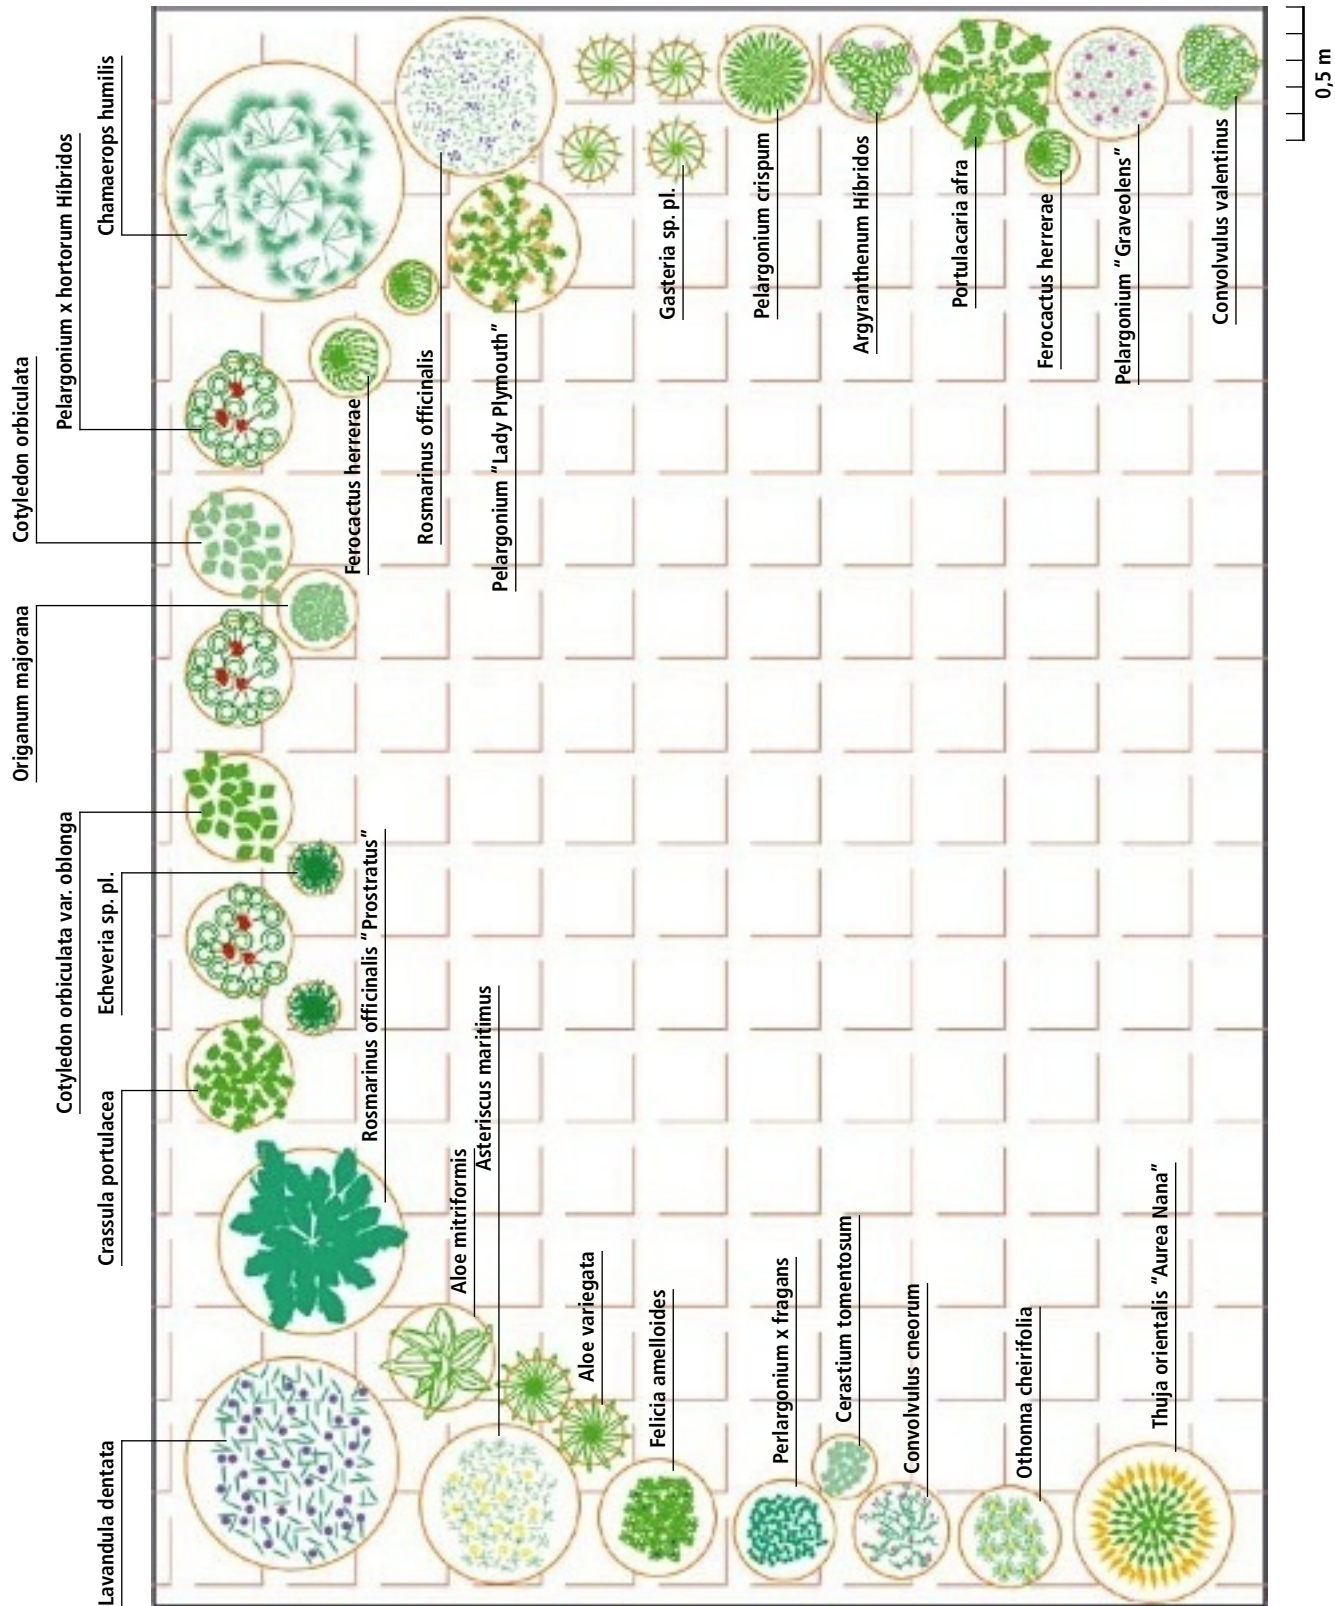 Chamaerops humilis
Pelargonium x hortorum Híbridos
Cotyledon orbiculata
Origanum majorana
Cotyledon orbiculata var. oblonga
Echeveria sp. pl.
Crassula portulacea
Lavandula dentata
Ferocactus herrerae
Rosmarinus officinalis
Pelargonium “Lady Plymouth”
Gasteria sp. pl.
Pelargonium crispum
Argyranthenum Híbridos
Portulacaria afra
Ferocactus herrerae
Pelargonium “Graveolens”
Convolvulus valentinus
0,5 m
Rosmarinus officinalis “Prostratus”
Asteriscus maritimus
Aloe mitriformis
Aloe variegata
Felicia amelloides
Perlargonium x fragans
Cerastium tomentosum
Convolvulus cneorum
Othonna cheirifolia
Thuja orientalis “Aurea Nana”